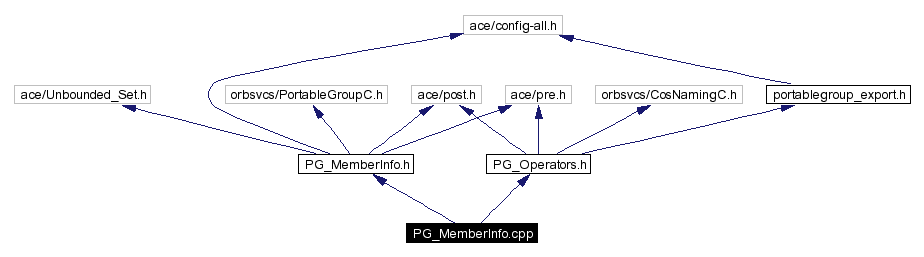 ace/config-all.h
ace/Unbounded_Set.h
orbsvcs/PortableGroupC.h
ace/post.h
ace/pre.h
orbsvcs/CosNamingC.h
portablegroup_export.h
PG_MemberInfo.h
PG_Operators.h
PG_MemberInfo.cpp